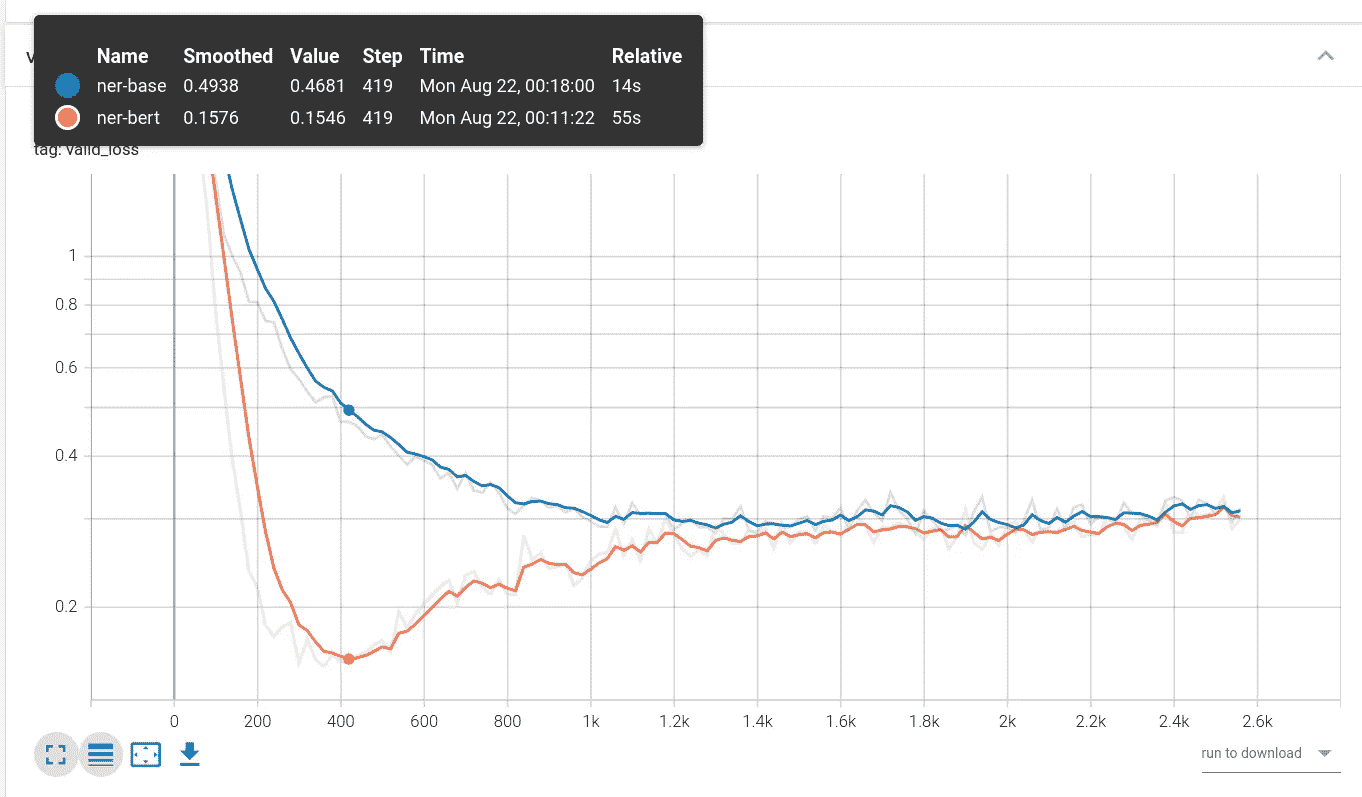 v
Name Smoothed Value Step Time Relative
ner-base 0.4938 0.4681 419 Mon Aug 22, 00:18:00 14s
ner-bert 0.1576 0.1546 419 Mon Aug 22, 00:11:22 55s
tag: valid_loss
1
0.8
0.6
0.4
0.2
0 200 400 600 800 1k 1.2k 1.4k 1.6k 1.8k 2k 2.2k 2.4k 2.6k
run to download